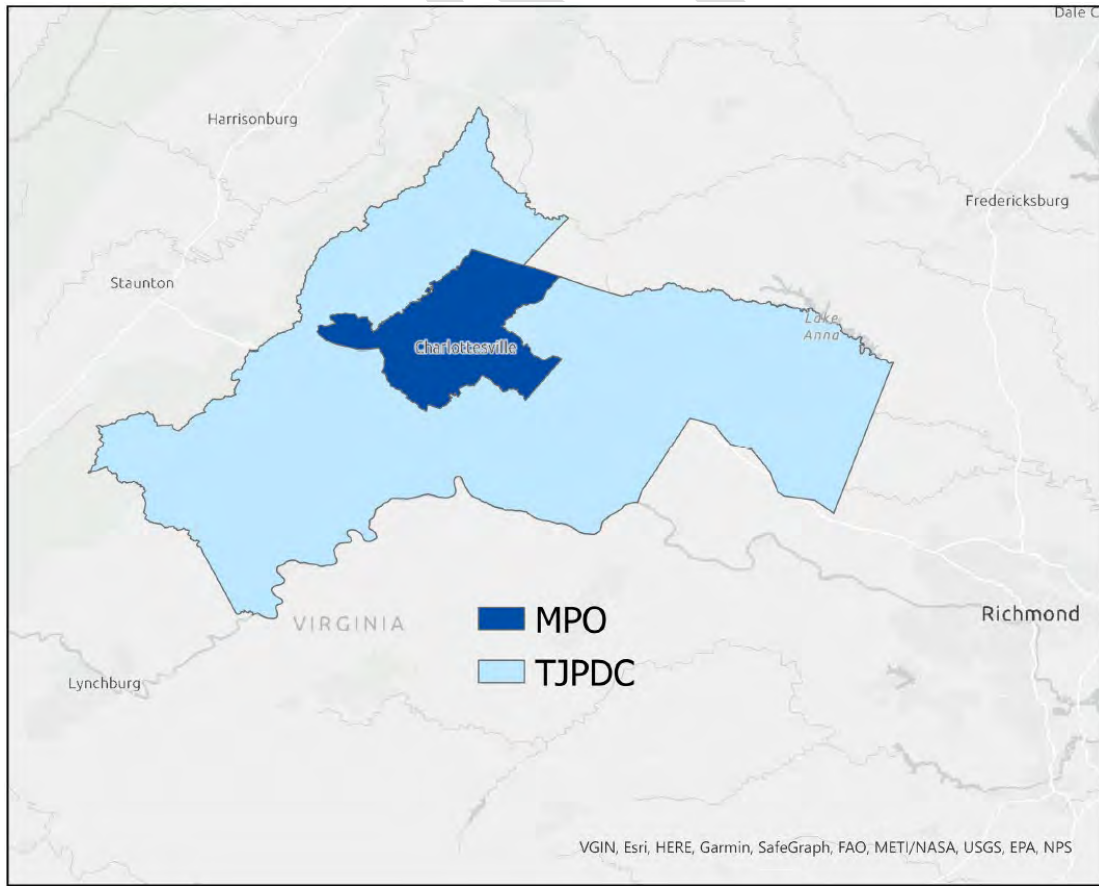 Dale C
Harrisonburg
Fredericksburg
Staunton
Lake
Anna
Charlottesville
MPO
VIRGINIA
Richmond
TJPDC
Lynchburg
VGIN, Esri, HERE, Garmin, SafeGraph, FAO, METI/NASA, USGS, EPA, NPS